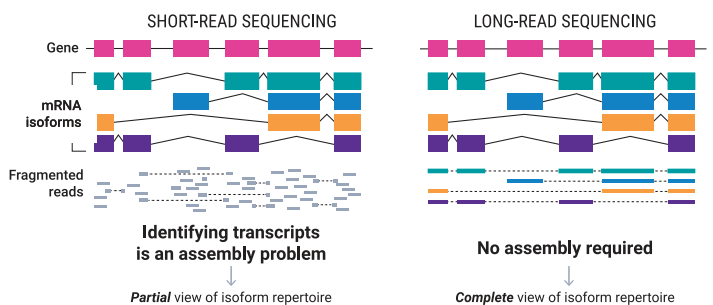 SHORT-READ SEQUENCING
LONG-READ SEQUENCING
Gene
mRNA
isoforms
Fragmented
reads
Identifying transcripts
is an assembly problem
No assembly required
Partial view of isoform repertoire
Complete view of isoform repertoire